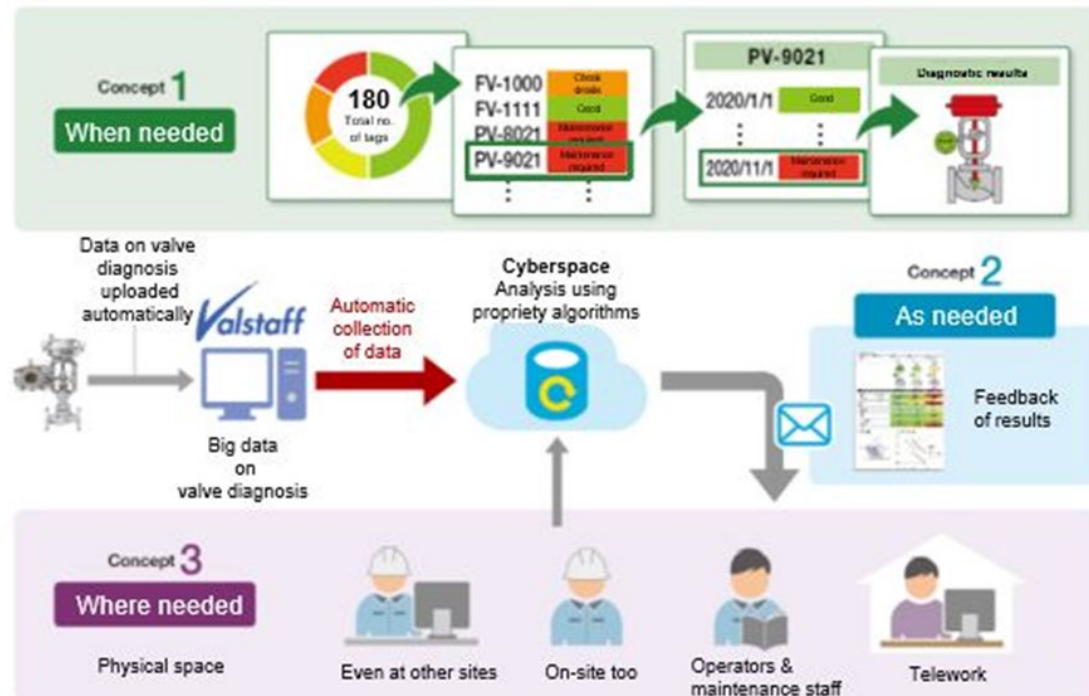 Concept 1
When needed
180
Total no.
of tags
FV-1000
Check
details
FV-1111
Good
PV-8021
Maintenance
required
PV-9021
Maintenance
required
PV-9021
2020/1/1
Good
2020/11/1
Maintenance
required
Diagnostic results
Data on valve
diagnosis
uploaded
automatically
Valstaff
Big data
on
valve diagnosis
Automatic
collection
of data
Cyberspace
Analysis using
propriety algorithms
Concept 2
As needed
Feedback
of results
Concept 3
Where needed
Physical space
Even at other sites
On-site too
Operators &
maintenance staff
Telework